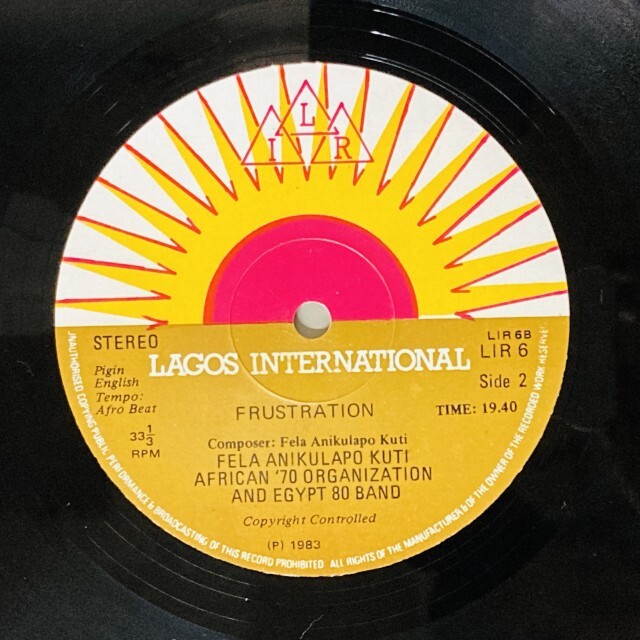 L
I R
STEREO
LIR 6B
LIR 6
LAGOS INTERNATIONAL
Pigin
English
Tempo:
Afro Beat
Side 2
FRUSTRATION
TIME: 19.40
33 1/3
RPM
Composer: Fela Anikulapo Kuti
FELA ANIKULAPO KUTI
AFRICAN '70 ORGANIZATION
AND EGYPT 80 BAND
Copyright Controlled
(P) 1983
UNAUTHORISED COPYING PUBLIC PERFORMANCE & BROADCASTING OF THIS RECORD PROHIBITED ALL RIGHTS OF THE MANUFACTURER & OF THE OWNER OF THE RECORDED WORK RESERVED